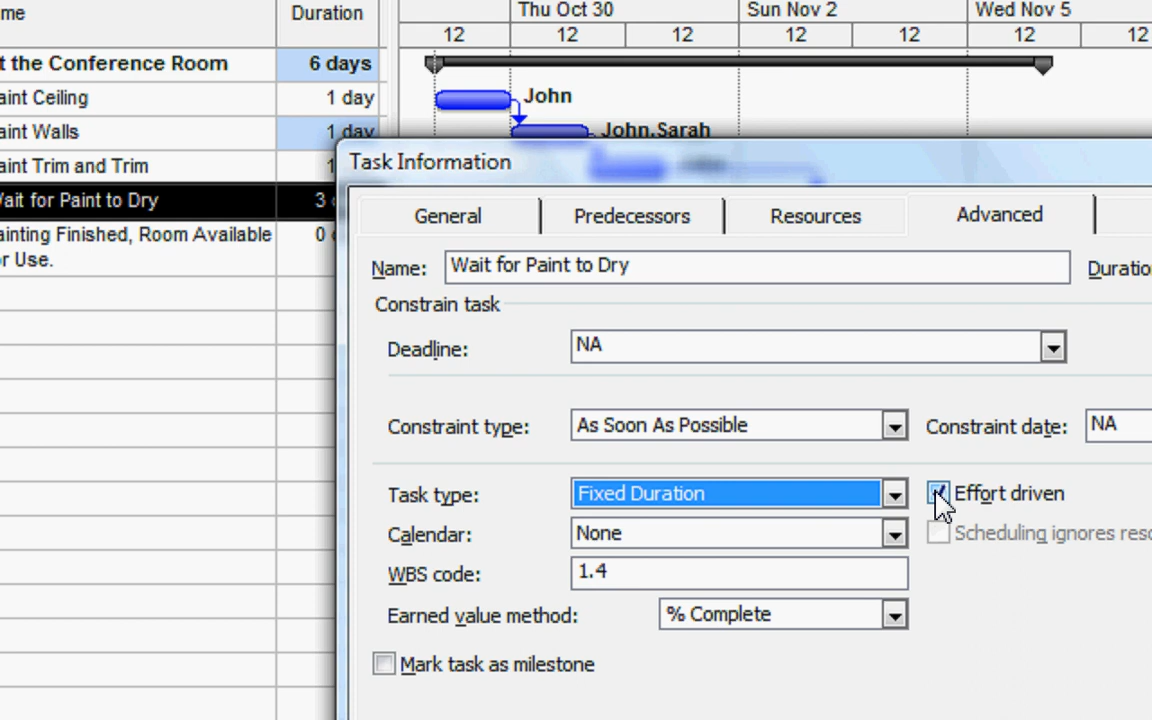 me Duration Thu Oct 30 Sun Nov 2 Wed Nov 5
12 12 12 12 12 12 12
t the Conference Room 6 days
aint Ceiling 1 day John
aint Walls 1 day John,Sarah
aint Trim and Trim 1
Wait for Paint to Dry 3
ainting Finished, Room Available 0
r Use.
Task Information
General Predecessors Resources Advanced
Name: Wait for Paint to Dry Duratio
Constrain task
Deadline: NA
Constraint type: As Soon As Possible Constraint date: NA
Task type: Fixed Duration Effort driven
Calendar: None Scheduling ignores reso
WBS code: 1.4
Earned value method: % Complete
Mark task as milestone